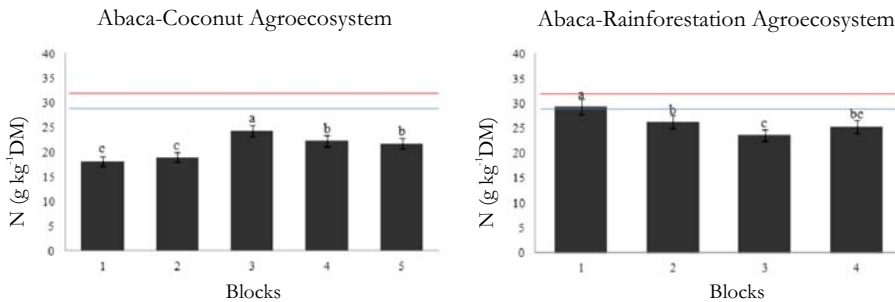 Abaca-Coconut Agroecosystem
N (g kg⁻¹DM)
40
35
30
25
20
15
10
5
0
c
c
a
b
b
1 2 3 4 5
Blocks
Abaca-Rainforestation Agroecosystem
N (g kg⁻¹DM)
40
35
30
25
20
15
10
5
0
a
b
c
bc
1 2 3 4
Blocks